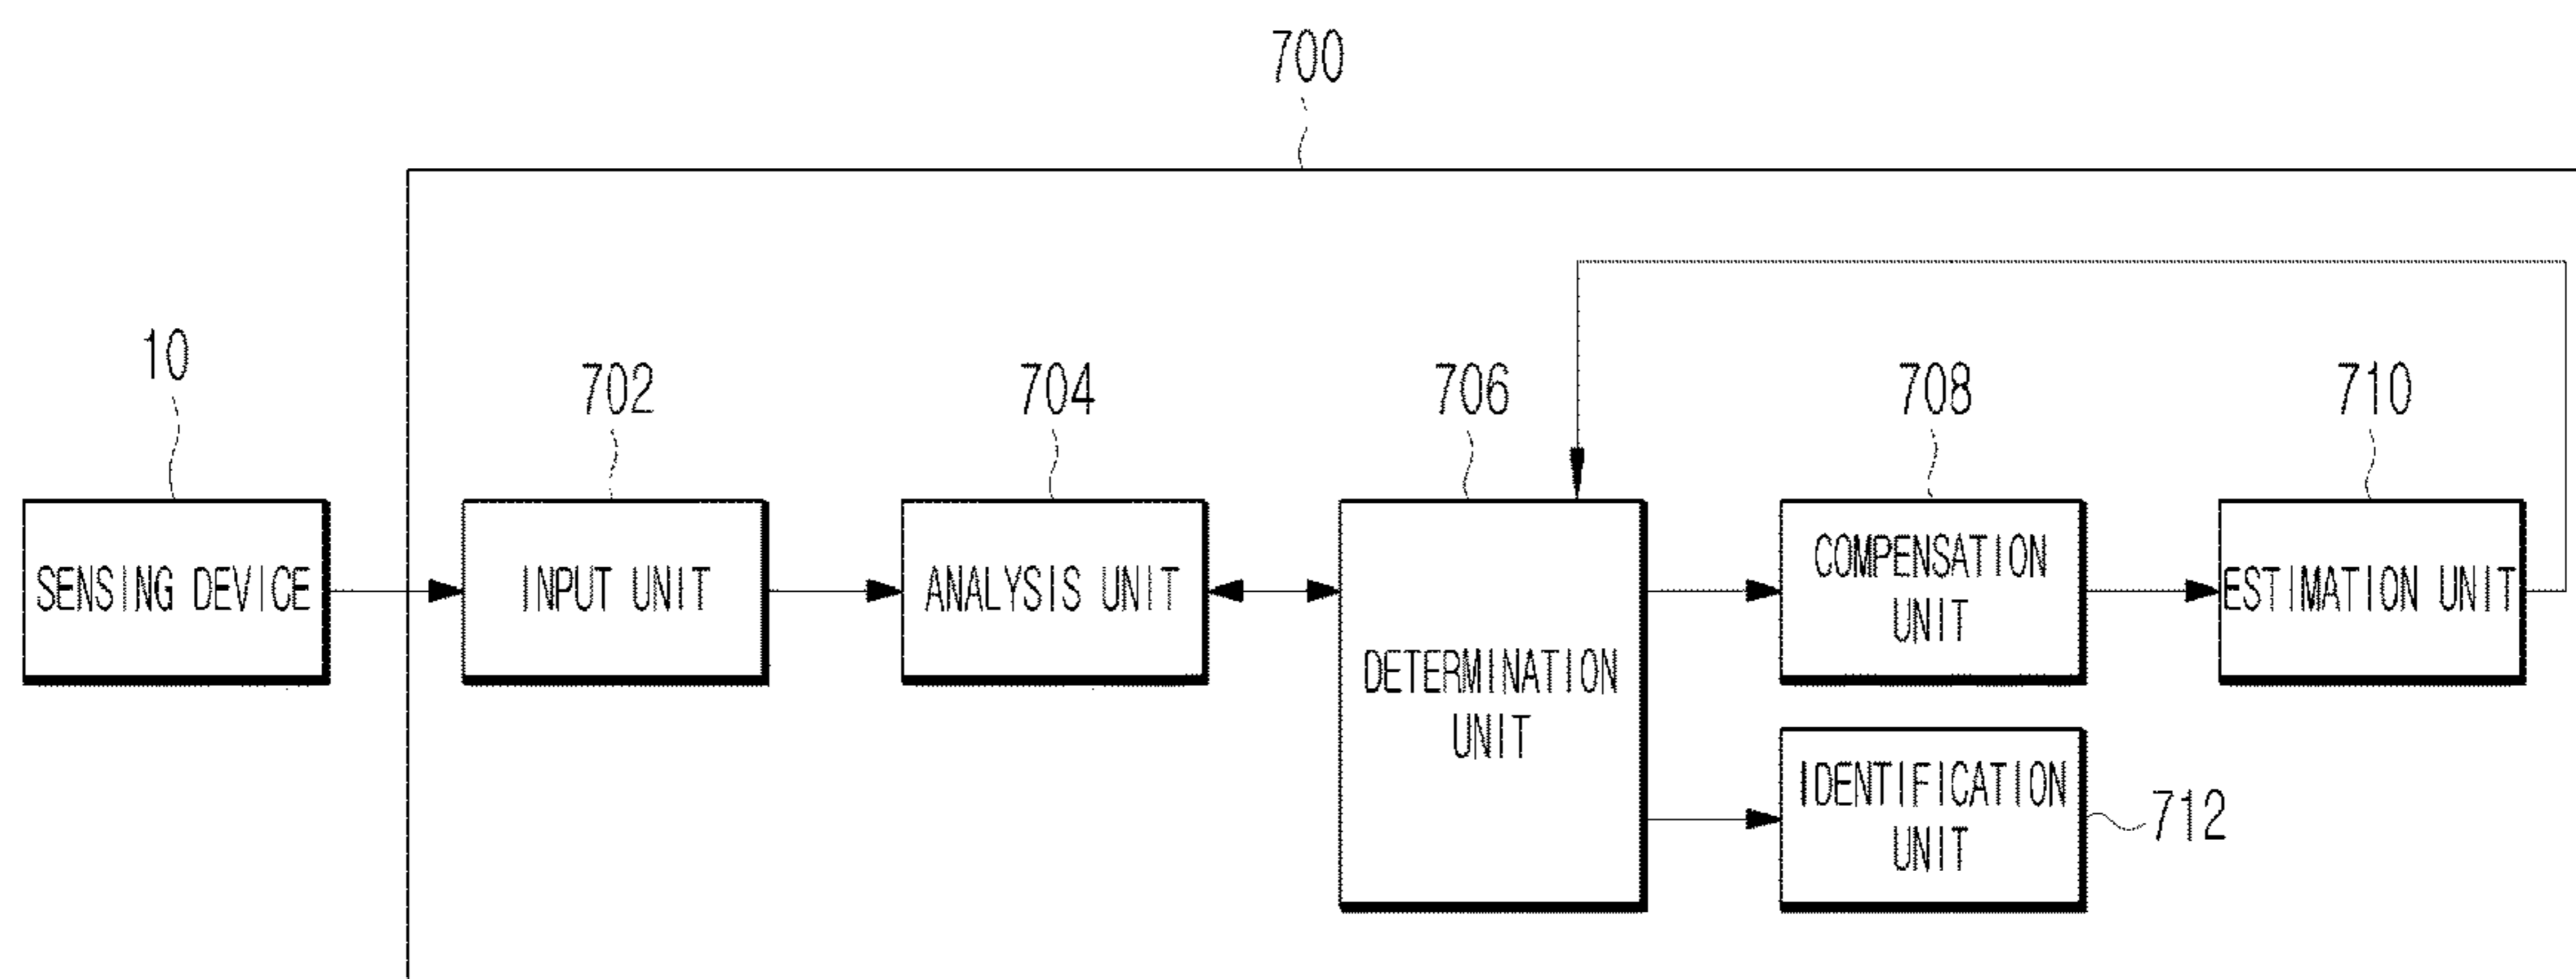 700
10
702
704
706
708
710
SENSING DEVICE
INPUT UNIT
ANALYSIS UNIT
DETERMINATION
UNIT
COMPENSATION
UNIT
ESTIMATION UNIT
IDENTIFICATION
UNIT
712